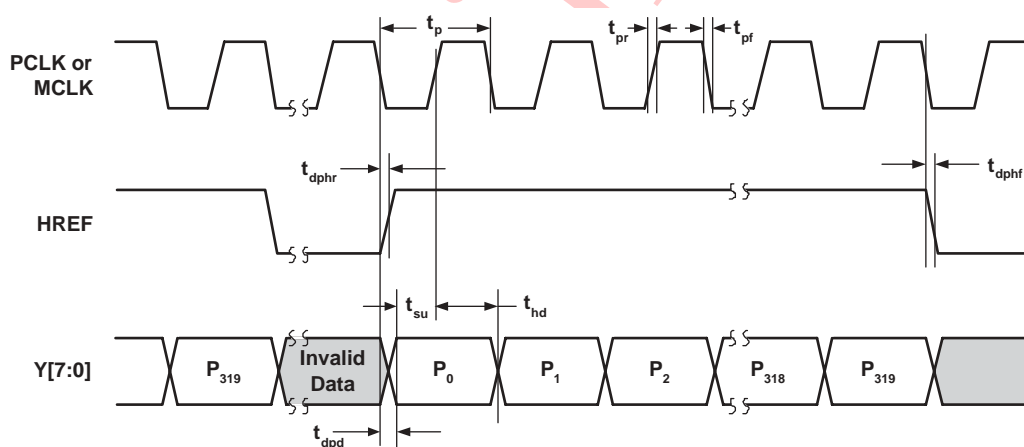 t_p
t_pr
t_pf
PCLK or
MCLK
t_dphr
t_dphf
HREF
t_su
t_hd
Y[7:0]
P_319
Invalid
Data
P_0
P_1
P_2
P_318
P_319
t_dpd